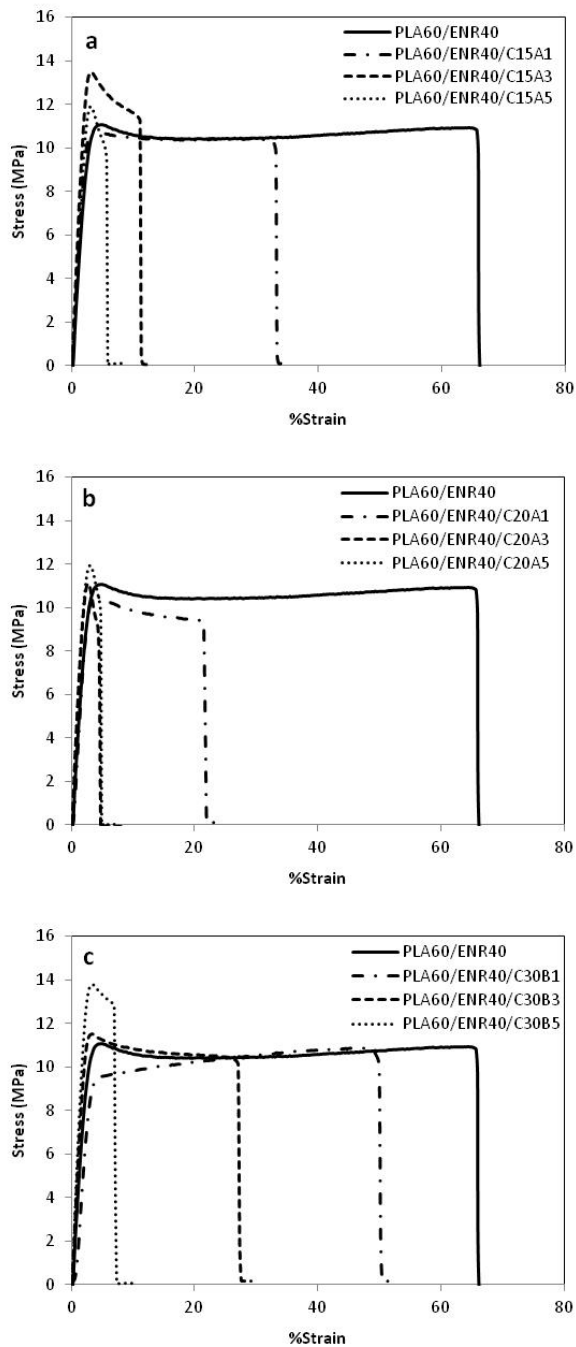 a
PLA60/ENR40
PLA60/ENR40/C15A1
PLA60/ENR40/C15A3
PLA60/ENR40/C15A5
16
14
12
10
8
6
4
2
0
Stress (MPa)
0 20 40 60 80
%Strain
b
PLA60/ENR40
PLA60/ENR40/C20A1
PLA60/ENR40/C20A3
PLA60/ENR40/C20A5
16
14
12
10
8
6
4
2
0
Stress (MPa)
0 20 40 60 80
%Strain
c
PLA60/ENR40
PLA60/ENR40/C30B1
PLA60/ENR40/C30B3
PLA60/ENR40/C30B5
16
14
12
10
8
6
4
2
0
Stress (MPa)
0 20 40 60 80
%Strain